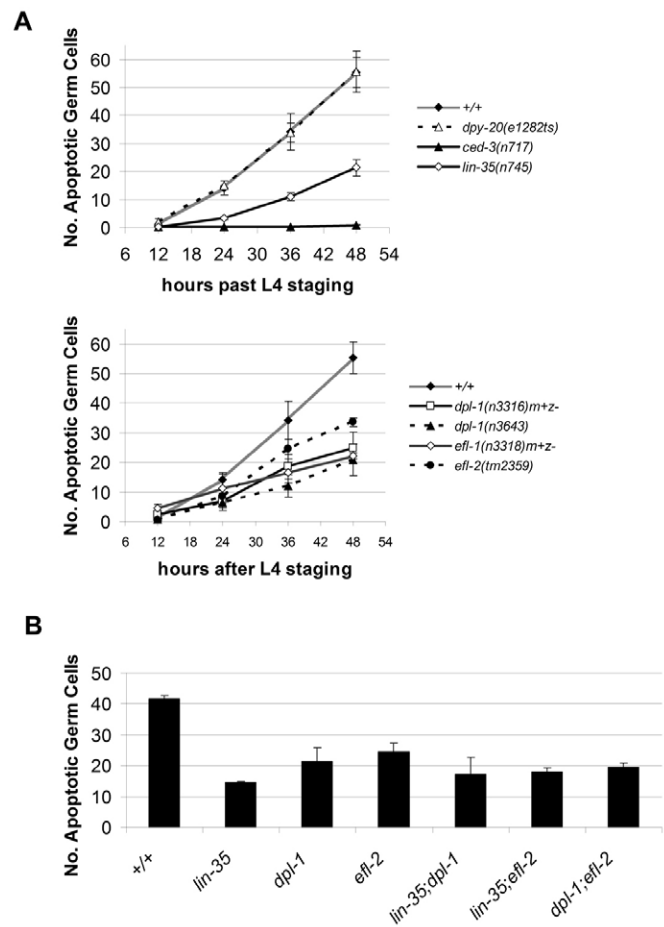 A
No. Apoptotic Germ Cells
60
50
40
30
20
10
0
6 12 18 24 30 36 42 48 54
hours past L4 staging
+/+
dpy-20(e1282ts)
ced-3(n717)
lin-35(n745)
No. Apoptotic Germ Cells
60
50
40
30
20
10
0
6 12 18 24 30 36 42 48 54
hours after L4 staging
+/+
dpl-1(n3316)m+z-
dpl-1(n3643)
efl-1(n3318)m+z-
efl-2(tm2359)
B
No. Apoptotic Germ Cells
50
40
30
20
10
0
+/+
lin-35
dpl-1
efl-2
lin-35;dpl-1
lin-35;efl-2
dpl-1;efl-2